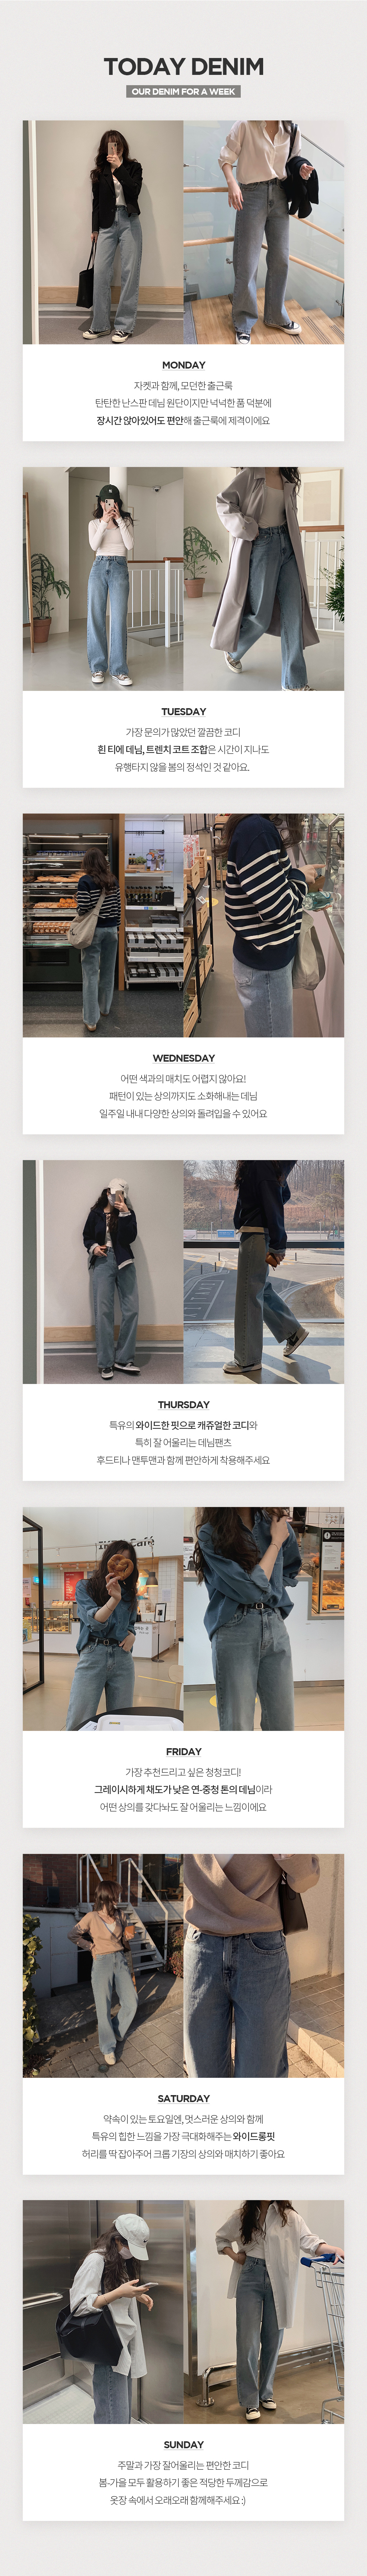 TODAY DENIM
OUR DENIM FOR A WEEK
MONDAY
자켓과 함께, 모던한 출근룩
탄탄한 난스판 데님 원단이지만 넉넉한 품 덕분에
장시간 앉아있어도 편안해 출근룩에 제격이에요
TUESDAY
가장 문의가 많았던 깔끔한 코디
흰 티에 데님, 트렌치 코트 조합은 시간이 지나도
유행타지 않을 봄의 정석인 것 같아요.
WEDNESDAY
어떤 색과의 매치도 어렵지 않아요!
패턴이 있는 상의까지도 소화해내는 데님
일주일 내내 다양한 상의와 돌려입을 수 있어요
THURSDAY
특유의 와이드한 핏으로 캐쥬얼한 코디와
특히 잘 어울리는 데님팬츠
후드티나 맨투맨과 함께 편안하게 착용해주세요
FRIDAY
가장 추천드리고 싶은 청청코디!
그레이시하게 채도가 낮은 연-중청 톤의 데님이라
어떤 상의를 갖다놔도 잘 어울리는 느낌이에요
SATURDAY
약속이 있는 토요일엔, 멋스러운 상의와 함께
특유의 힙한 느낌을 가장 극대화해주는 와이드롱핏
허리를 딱 잡아주어 크롭 기장의 상의와 매치하기 좋아요
SUNDAY
주말과 가장 잘어울리는 편안한 코디
봄-가을 모두 활용하기 좋은 적당한 두께감으로
옷장 속에서 오래오래 함께해주세요 :)